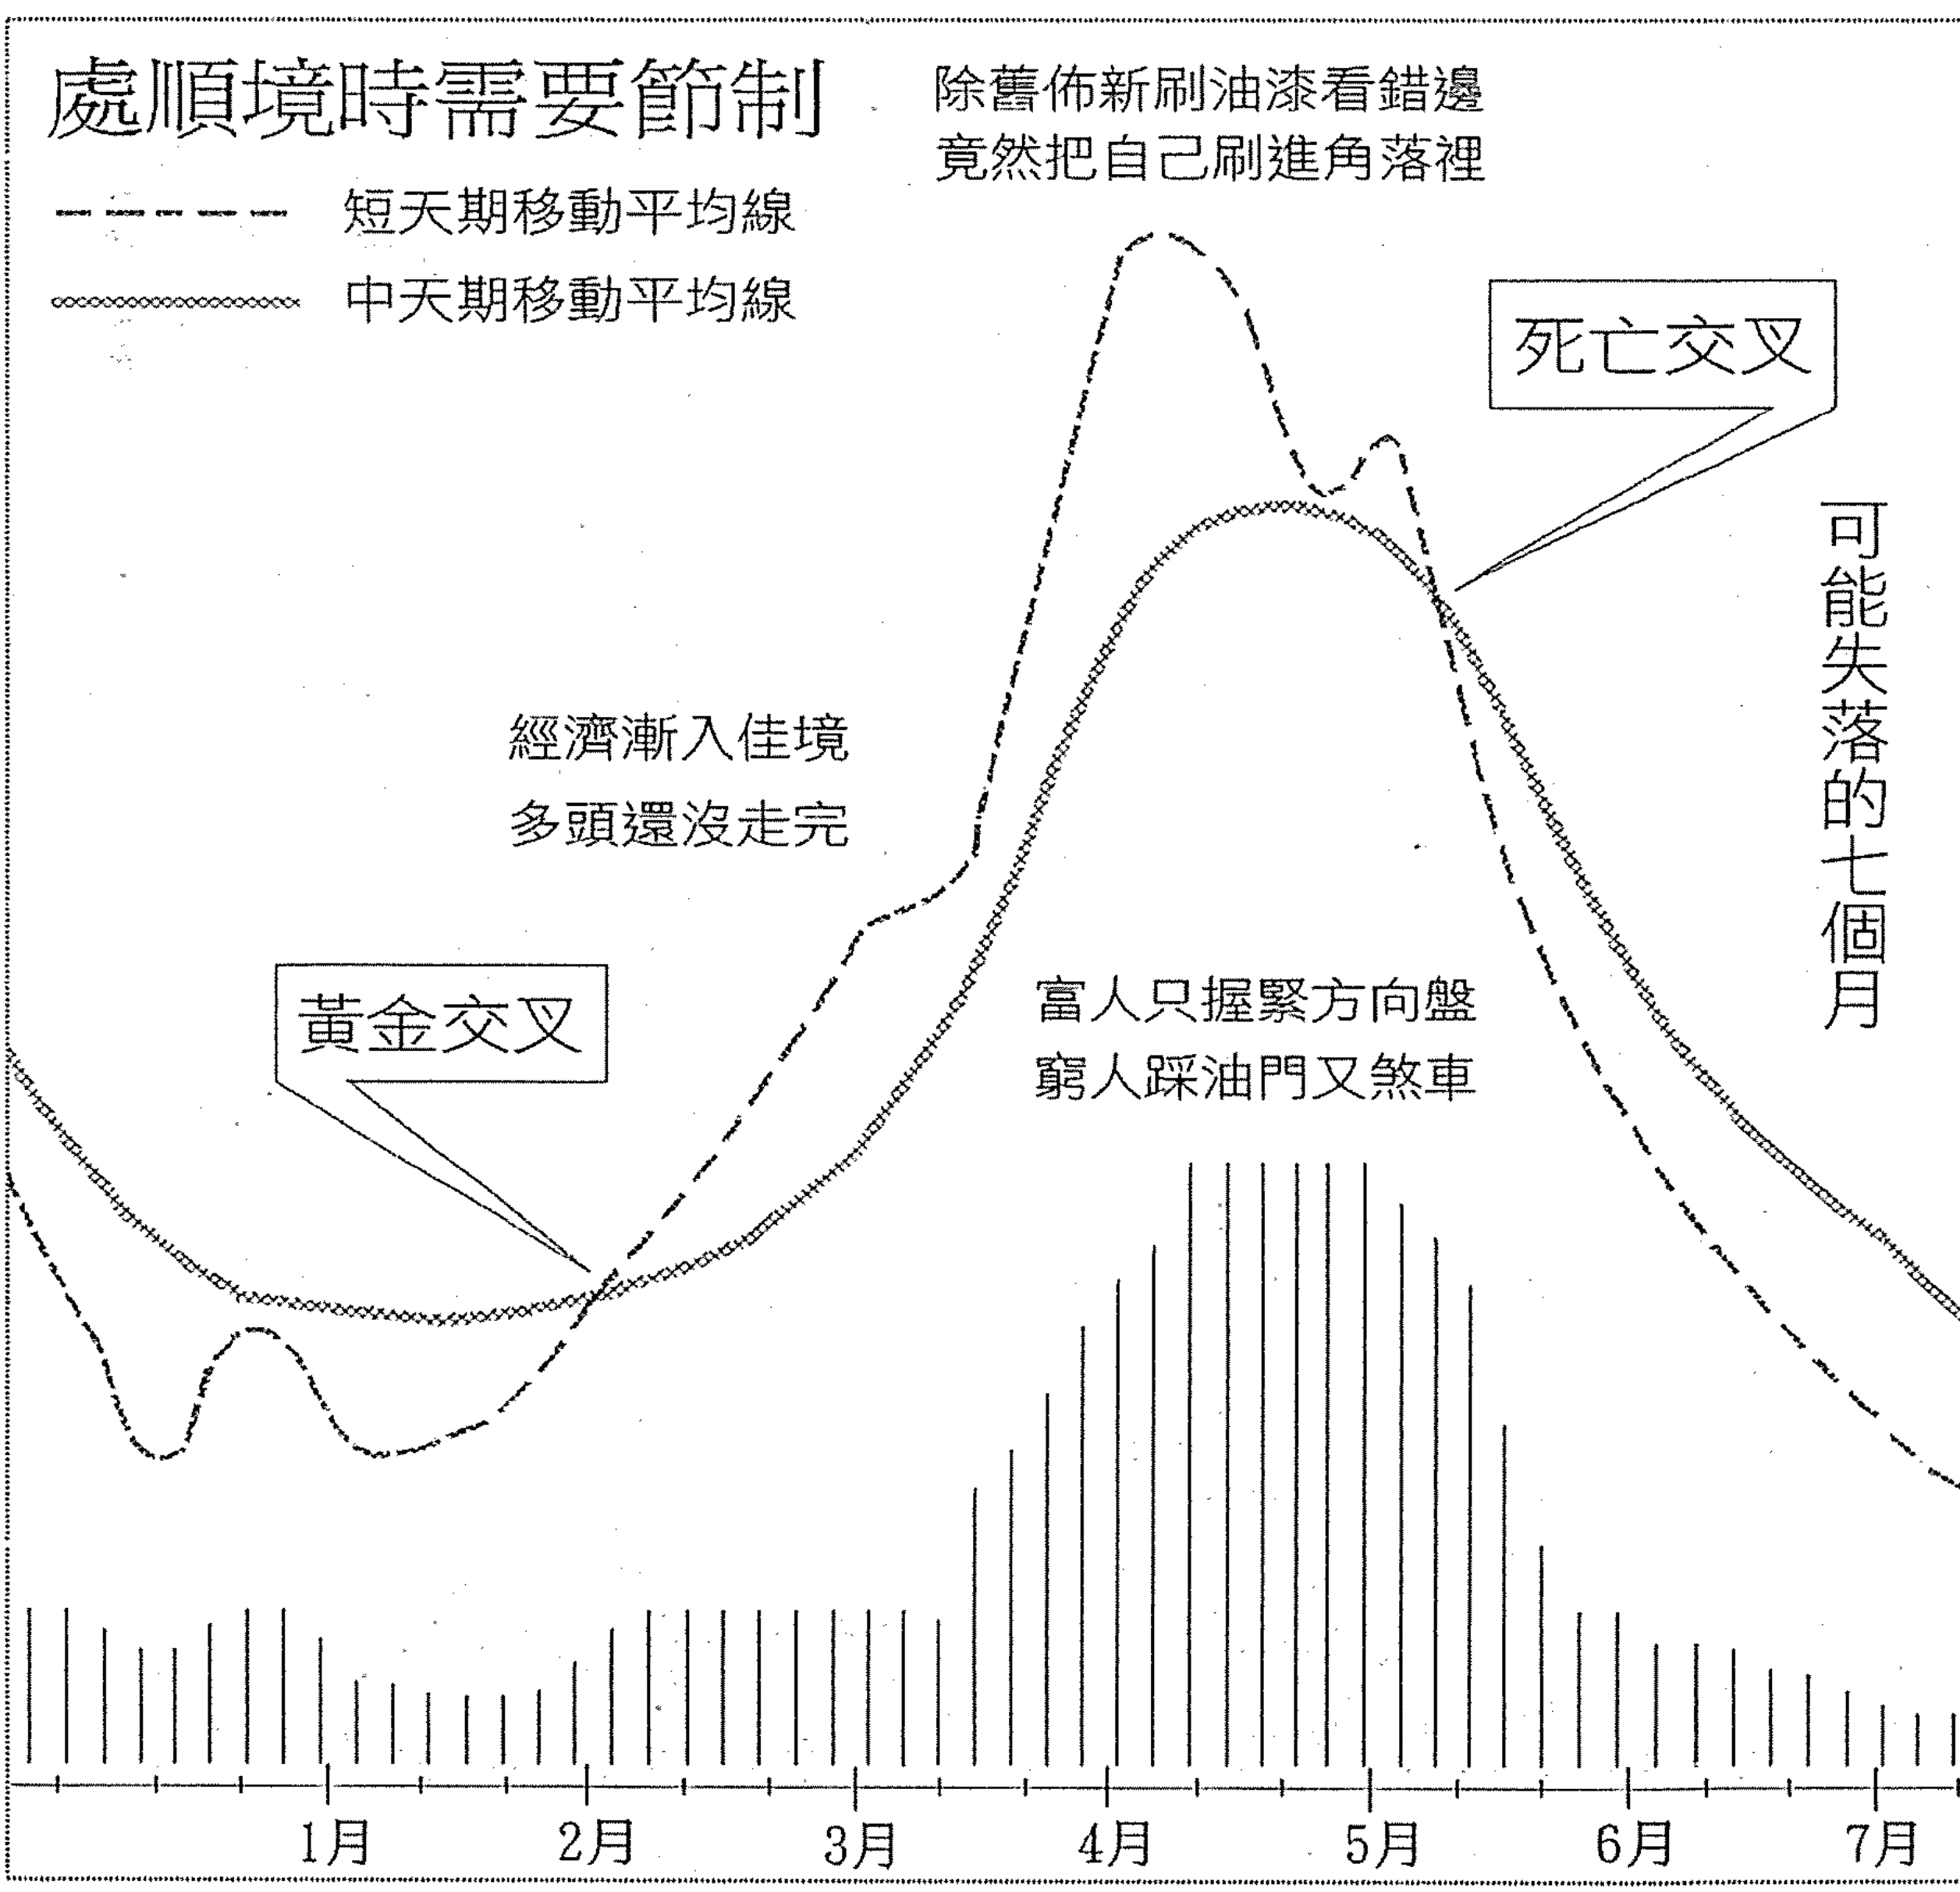 處順境時需要節制
除舊佈新刷油漆看錯邊
竟然把自己刷進角落裡
短天期移動平均線
中天期移動平均線
死亡交叉
可能失落的七個月
經濟漸入佳境
多頭還沒走完
黃金交叉
富人只握緊方向盤
窮人踩油門又煞車
1月
2月
3月
4月
5月
6月
7月